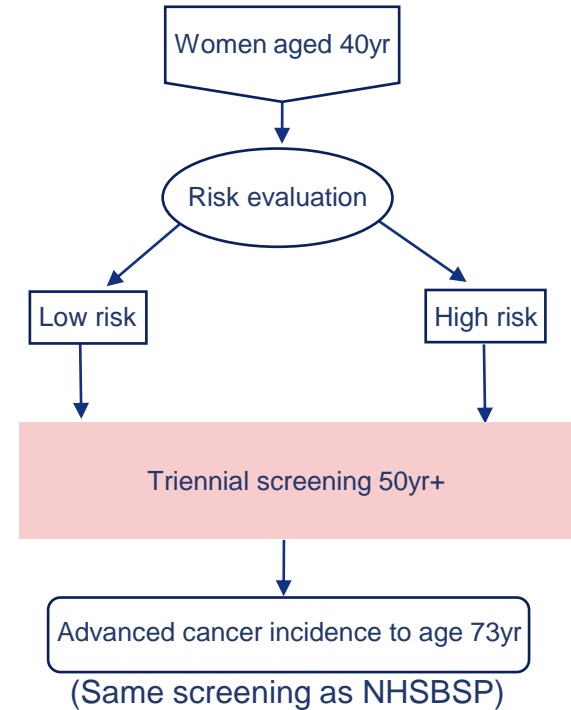 Women aged 40yr
Risk evaluation
Low risk
High risk
Triennial screening 50yr+
Advanced cancer incidence to age 73yr
(Same screening as NHSBSP)